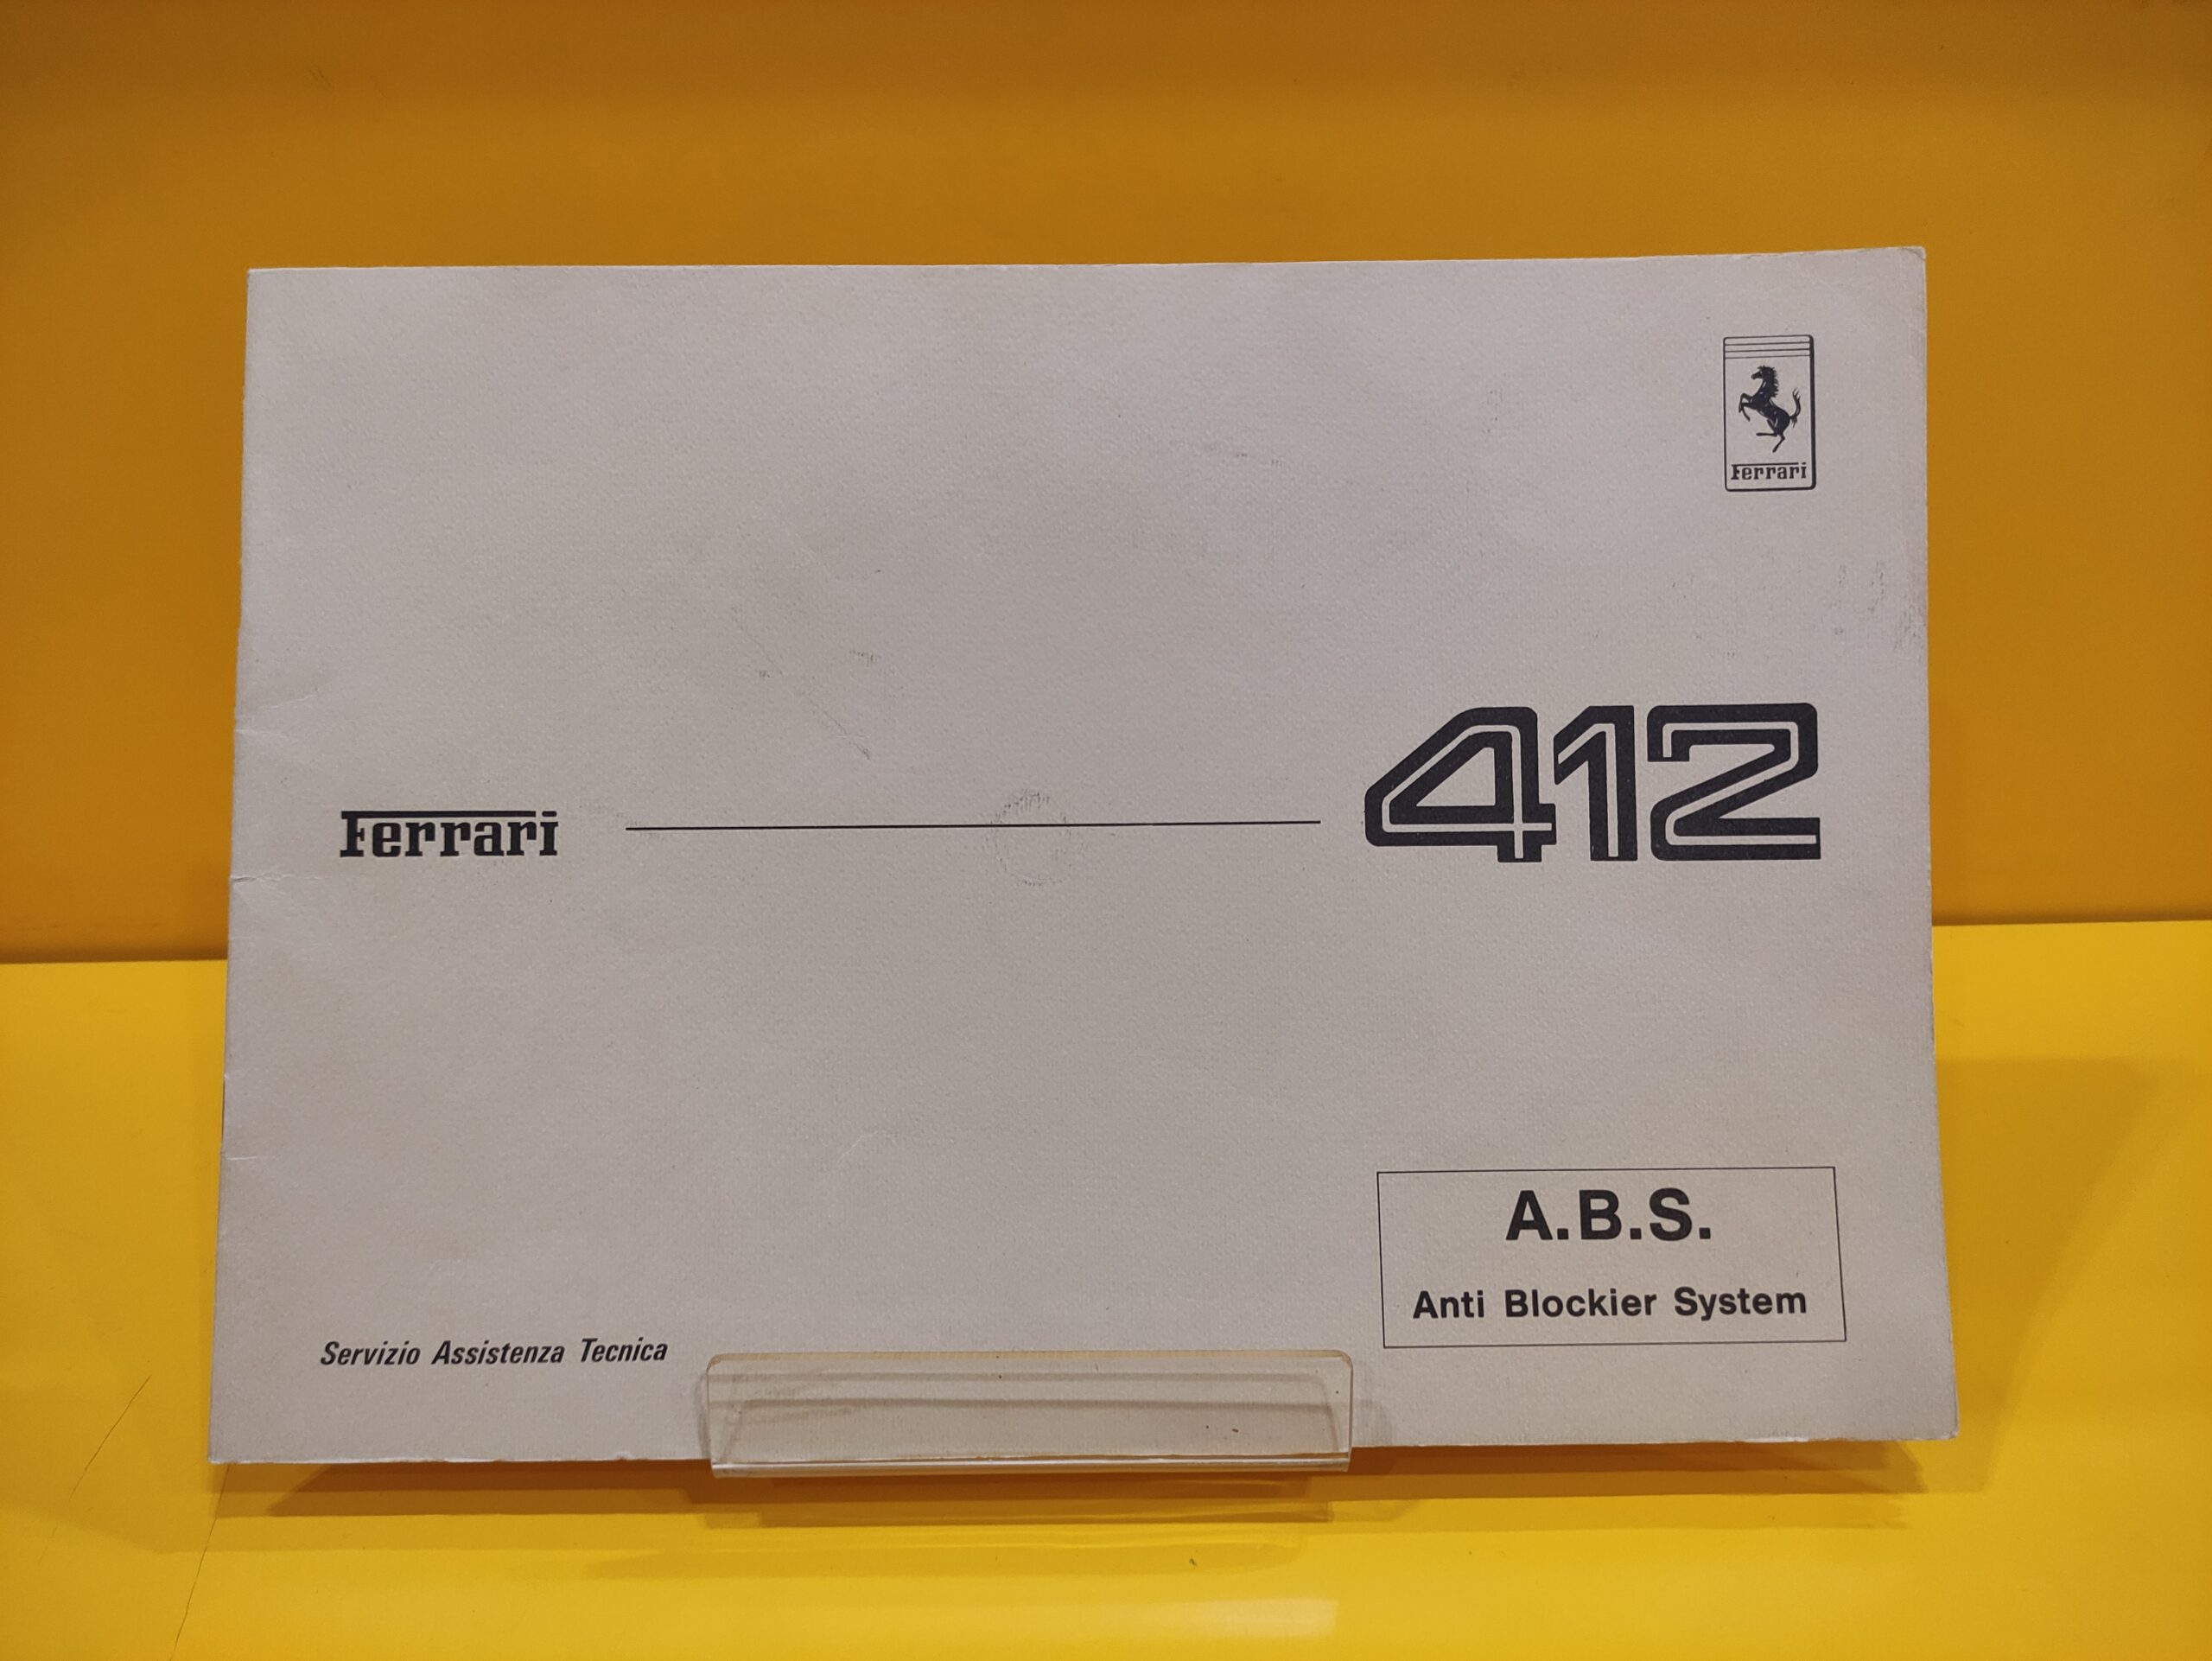 Ferrari
Ferrari
412
A.B.S.
Anti Blockier System
Servizio Assistenza Tecnica